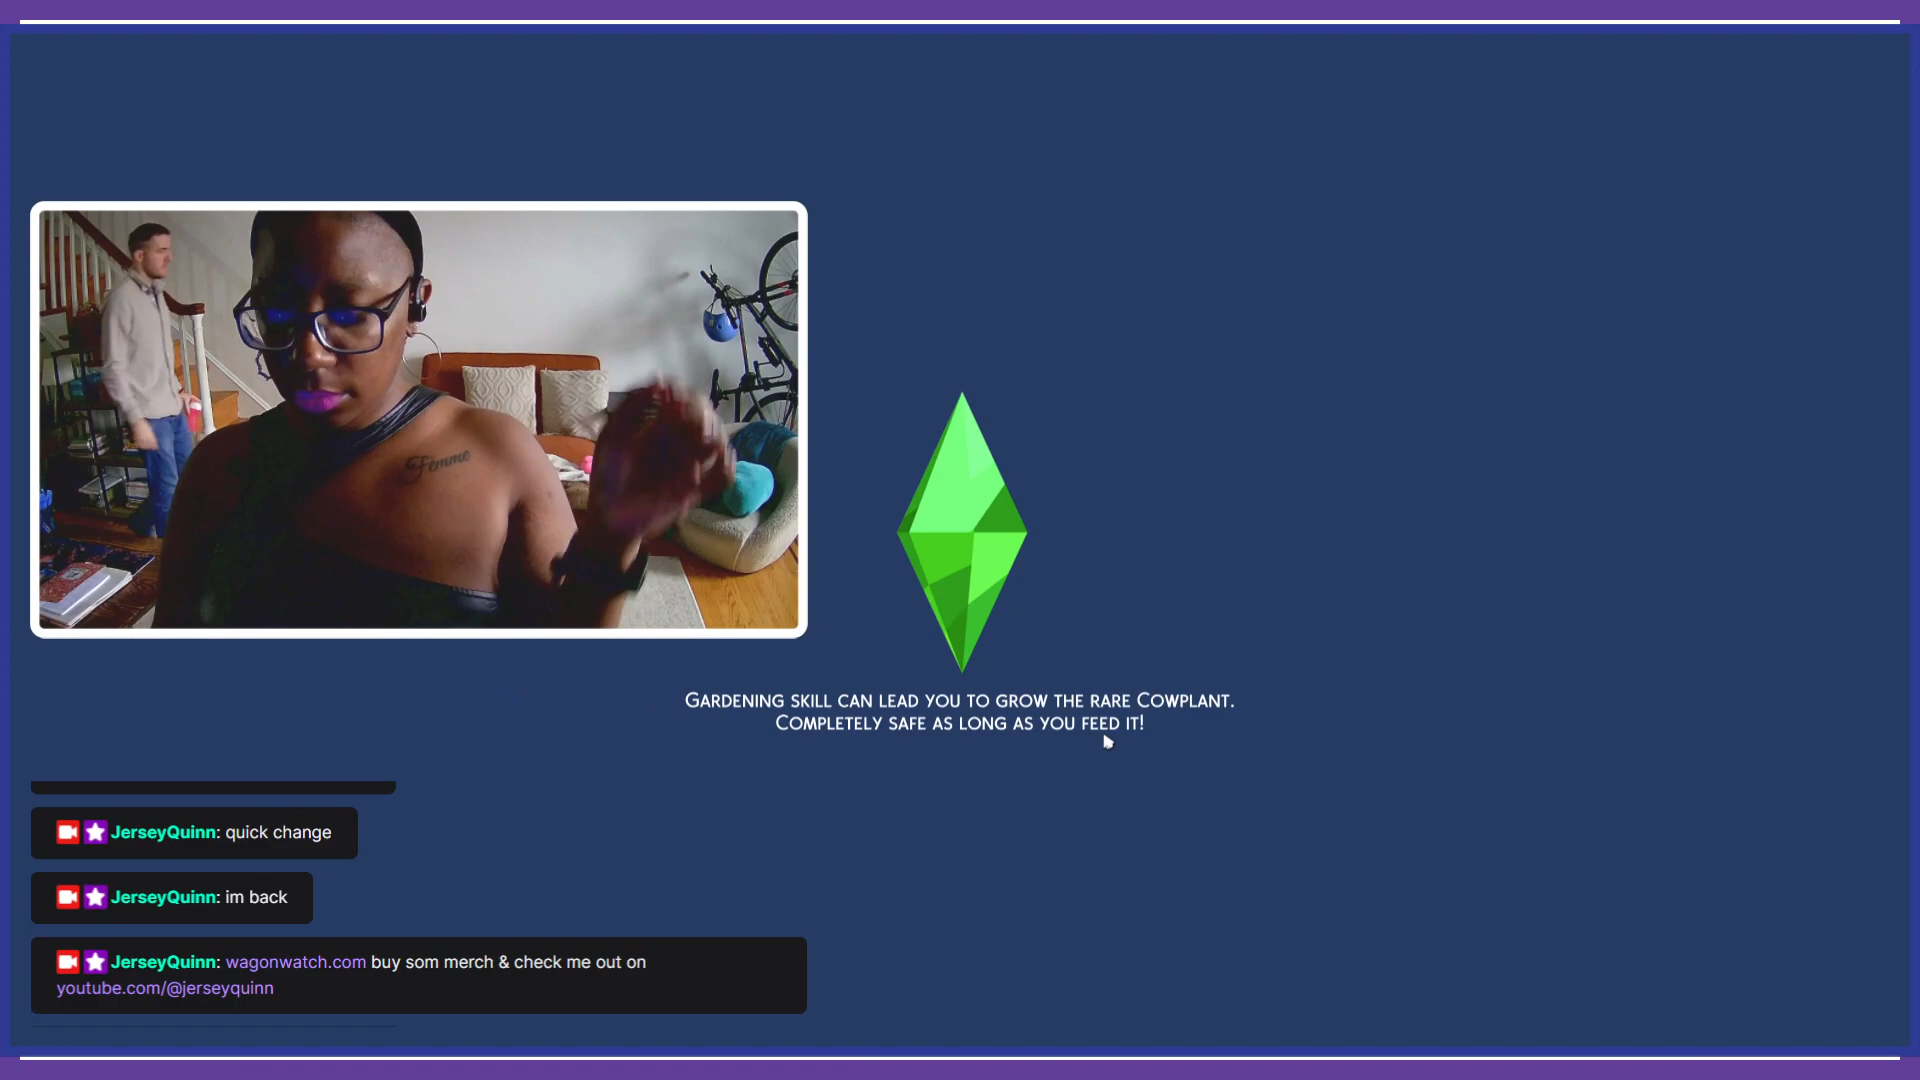 Femme
GARDENING SKILL CAN LEAD YOU TO GROW THE RARE COWPLANT.
COMPLETELY SAFE AS LONG AS YOU FEED IT!
JerseyQuinn: quick change
JerseyQuinn: im back
JerseyQuinn: wagonwatch.com buy som merch & check me out on
youtube.com/@jerseyquinn